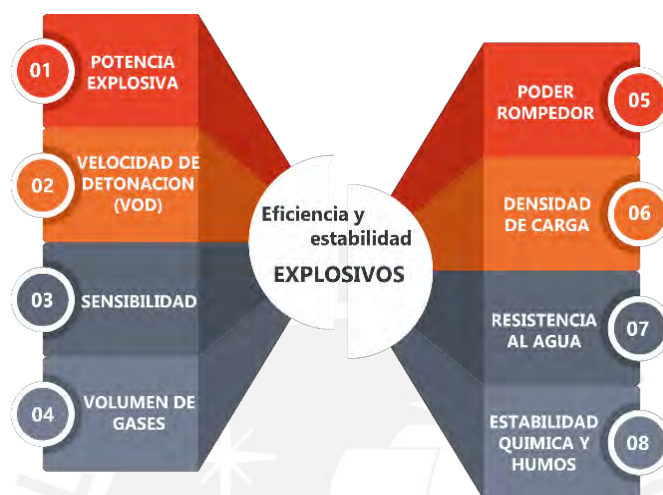 01
POTENCIA
EXPLOSIVA
02
VELOCIDAD DE
DETONACION
(VOD)
03
SENSIBILIDAD
04
VOLUMEN DE
GASES
Eficiencia y
estabilidad
EXPLOSIVOS
PODER
ROMPEDOR
05
DENSIDAD
DE CARGA
06
RESISTENCIA
AL AGUA
07
ESTABILIDAD
QUIMICA Y
HUMOS
08